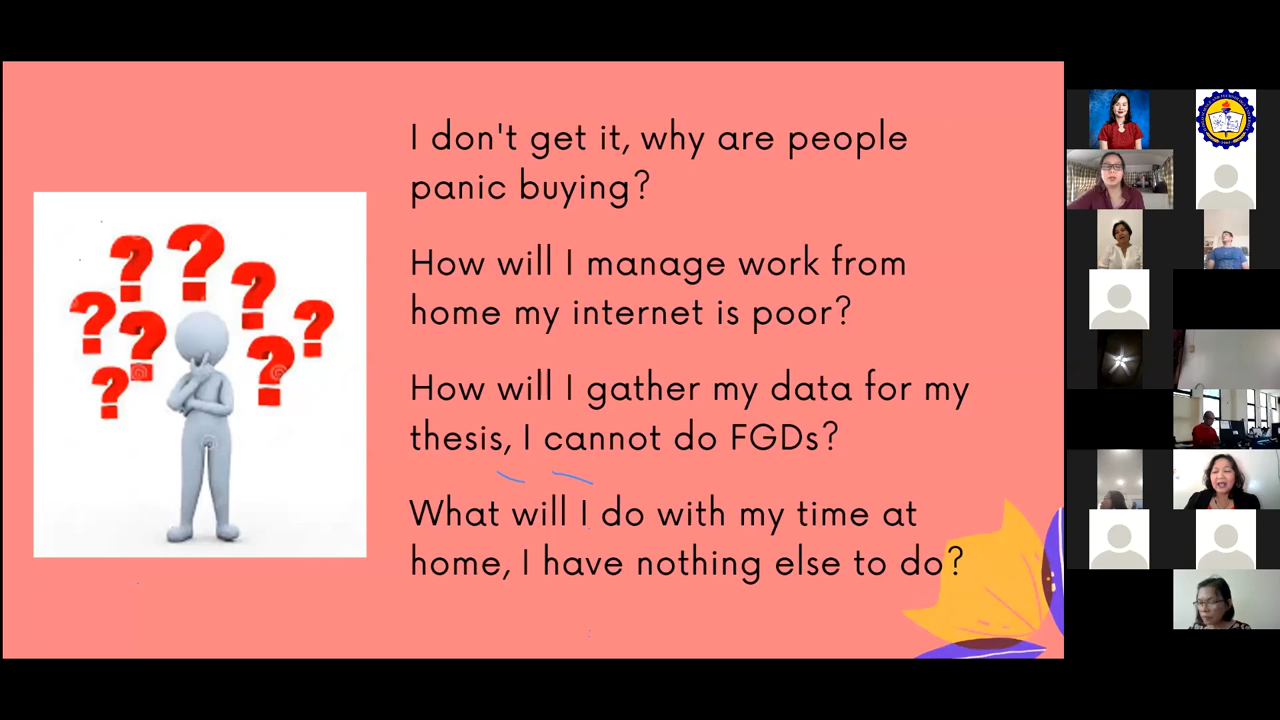 I don't get it, why are people
panic buying?
How will I manage work from
home my internet is poor?
How will I gather my data for my
thesis, I cannot do FGDs?
What will I do with my time at
home, I have nothing else to do?